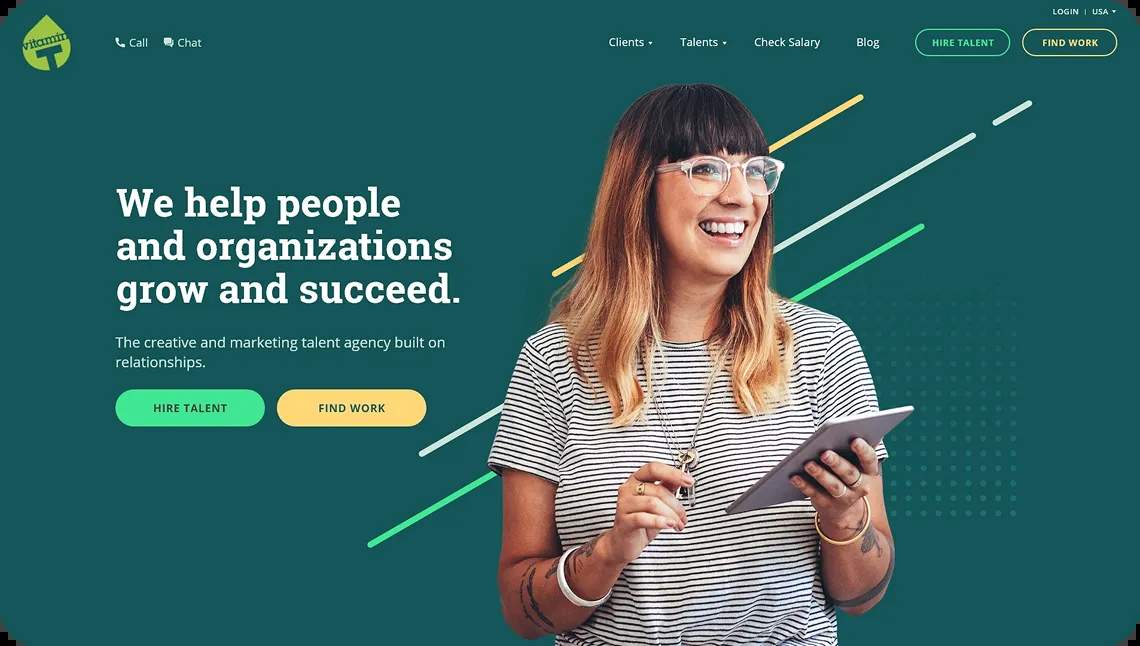 LOGIN | USA
vitamin
T
Call
Chat
Clients
Talents
Check Salary
Blog
HIRE TALENT
FIND WORK
We help people
and organizations
grow and succeed.
The creative and marketing talent agency built on
relationships.
HIRE TALENT
FIND WORK